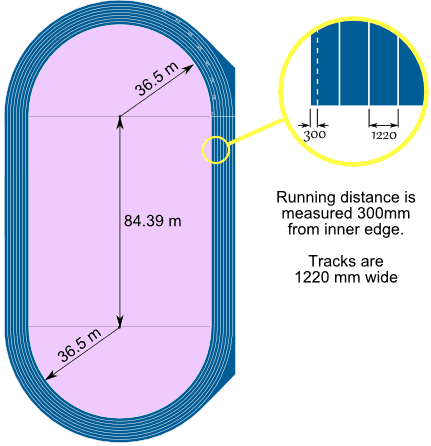 36.5 m
84.39 m
36.5 m
300
1220
Running distance is
measured 300mm
from inner edge.
Tracks are
1220 mm wide